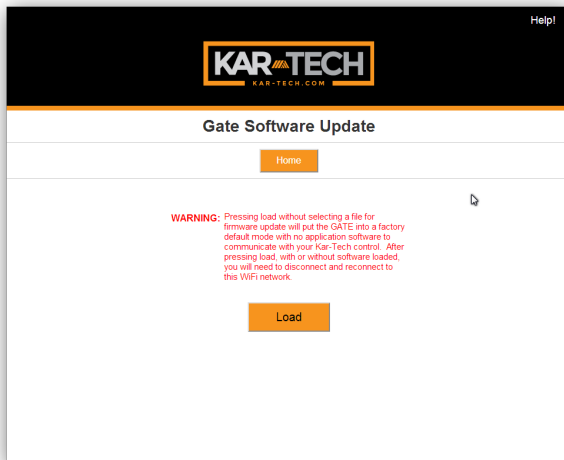 Help!
KAR-TECH
KAR-TECH.COM
Gate Software Update
Home
WARNING: Pressing load without selecting a file for
firmware update will put the GATE into a factory
default mode with no application software to
communicate with your Kar-Tech control.  After
pressing load, with or without software loaded,
you will need to disconnect and reconnect to
this WiFi network.
Load